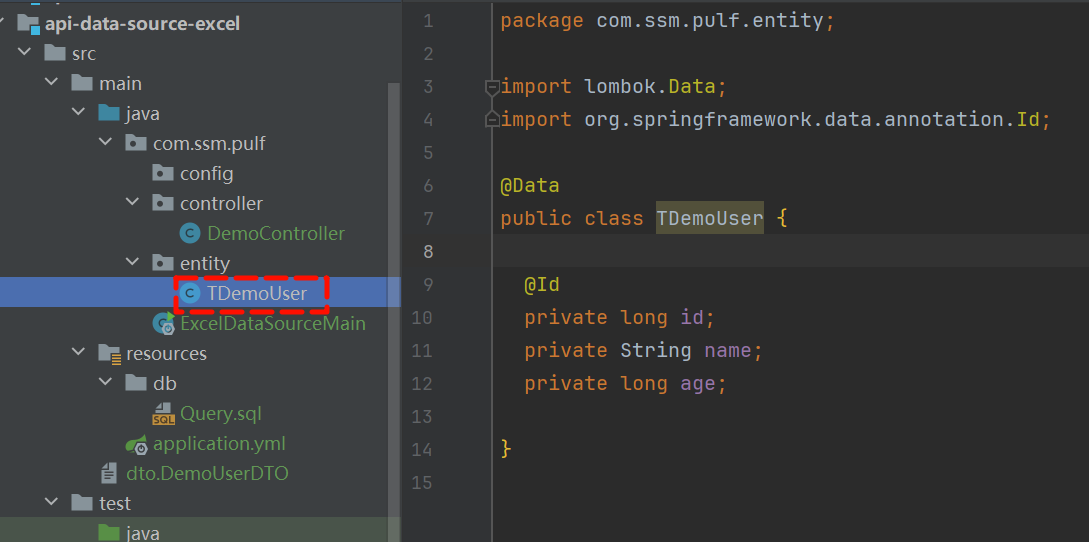 api-data-source-excel
src
main
java
com.ssm.pulf
config
controller
DemoController
entity
TDemoUser
ExcelDataSourceMain
resources
db
SQL
Query.sql
application.yml
dto.DemoUserDTO
test
java
1 package com.ssm.pulf.entity;
2
3 import lombok.Data;
4 import org.springframework.data.annotation.Id;
5
6 @Data
7 public class TDemoUser {
8
9 @Id
10 private long id;
11 private String name;
12 private long age;
13
14 }
15